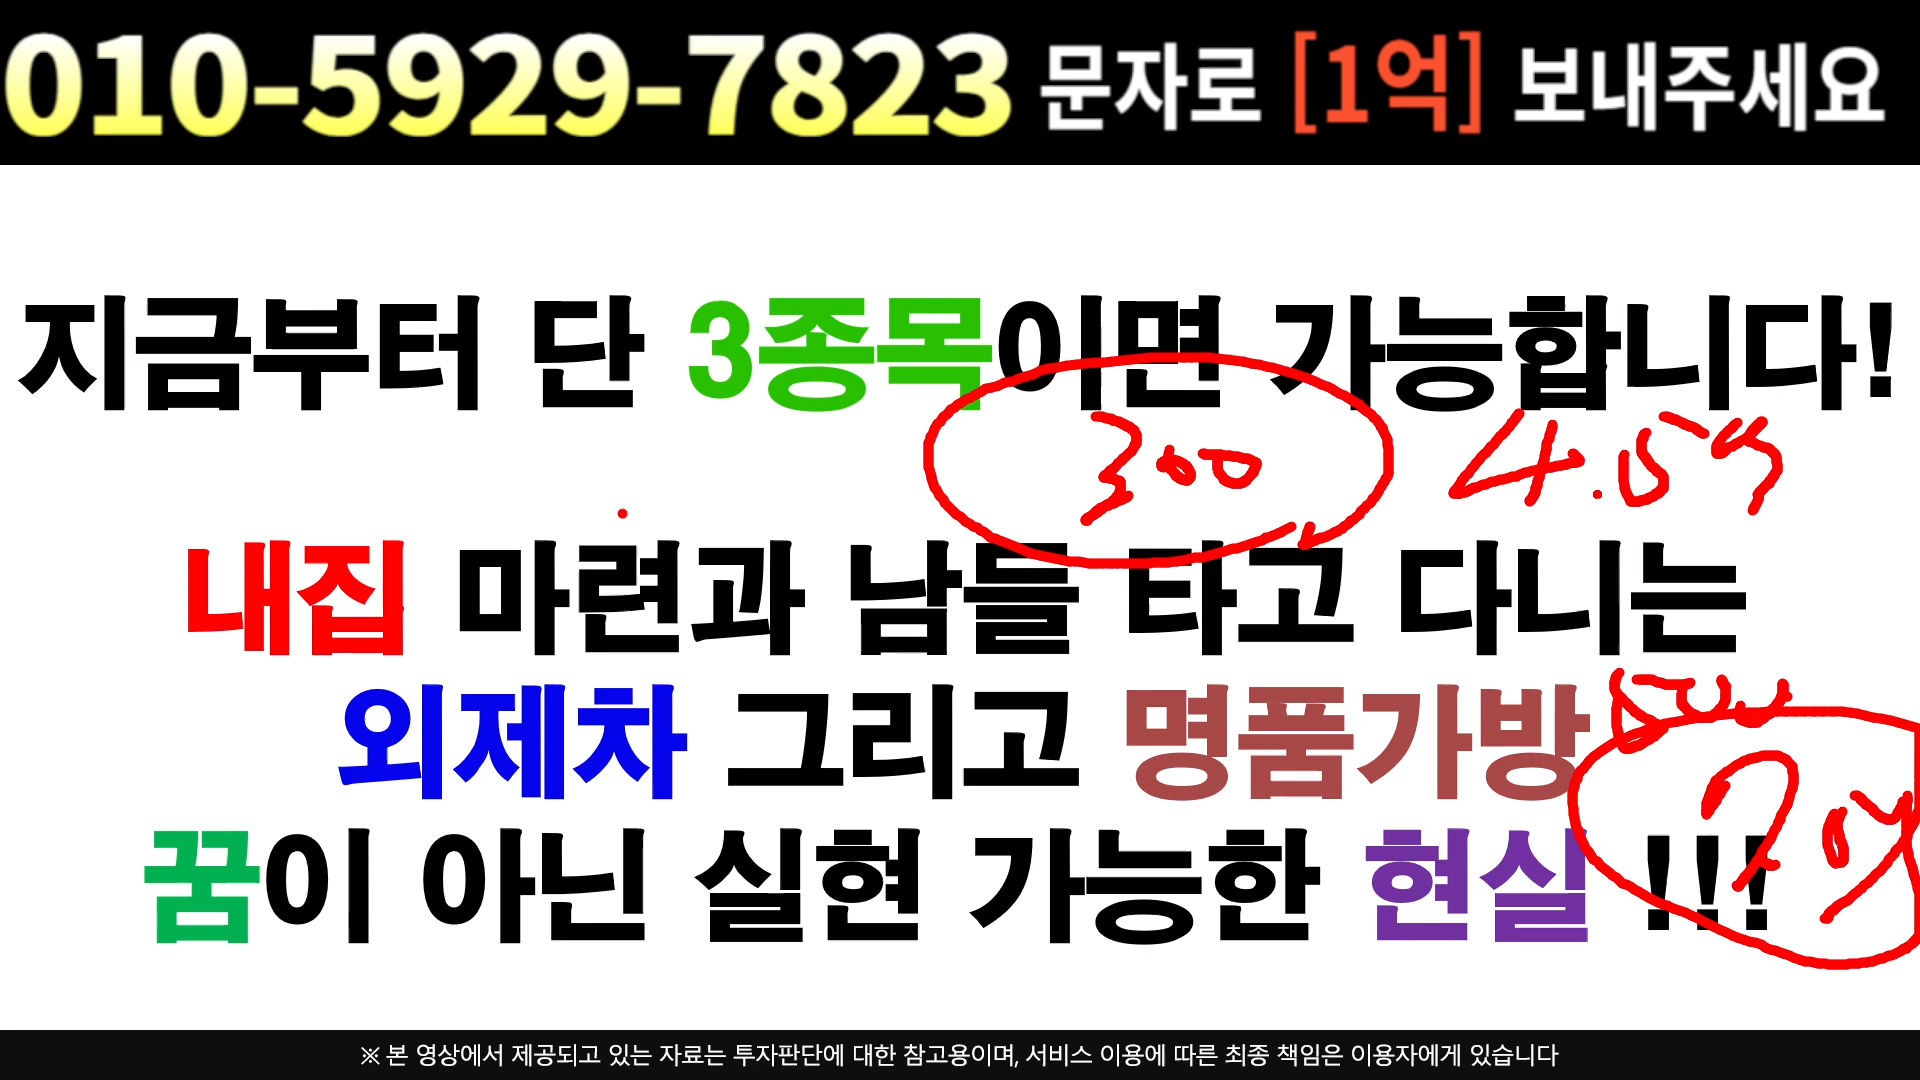 010-5929-7823 문자로 [1억] 보내주세요
지금부터 단 3종목이면 가능합니다!
300 4.5억
내집 마련과 남들 타고 다니는
500
외제차 그리고 명품가방
꿈이 아닌 실현 가능한 현실 !!!
※ 본 영상에서 제공되고 있는 자료는 투자판단에 대한 참고용이며, 서비스 이용에 따른 최종 책임은 이용자에게 있습니다